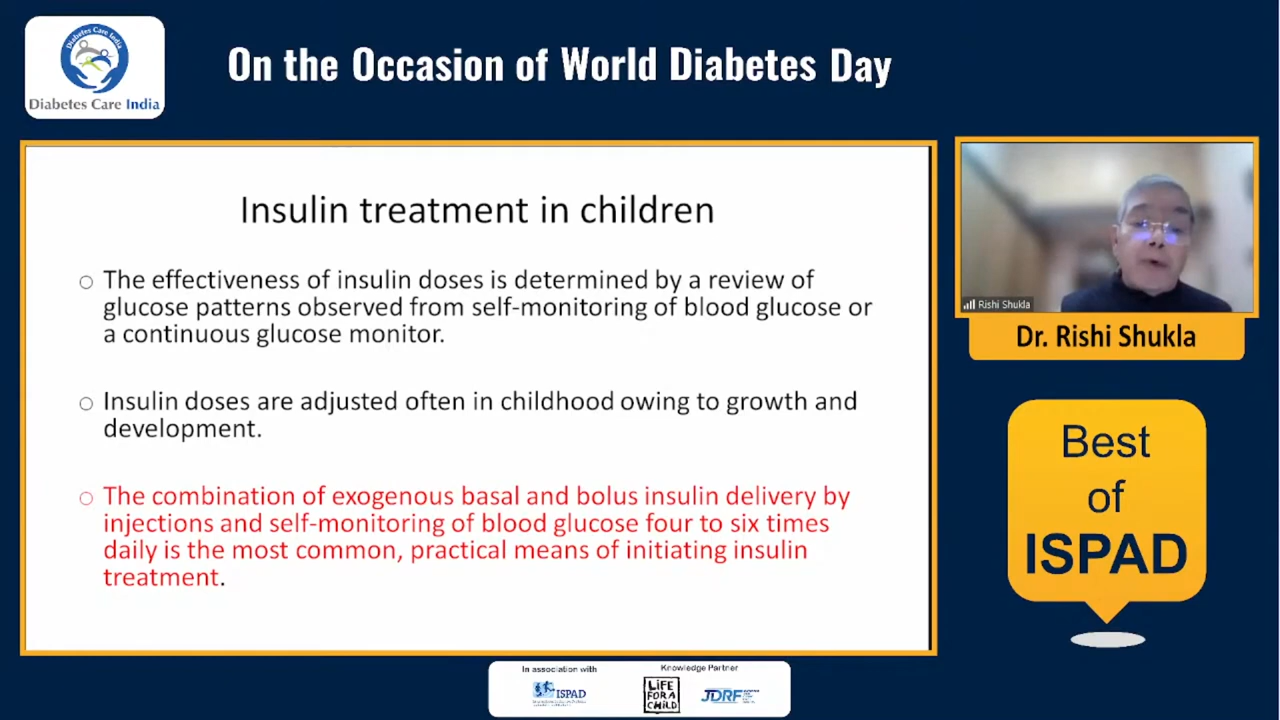 Diabetes Care India
Diabetes Care India
On the Occasion of World Diabetes Day
Insulin treatment in children
○ The effectiveness of insulin doses is determined by a review of
glucose patterns observed from self-monitoring of blood glucose or
a continuous glucose monitor.
○ Insulin doses are adjusted often in childhood owing to growth and
development.
○ The combination of exogenous basal and bolus insulin delivery by
injections and self-monitoring of blood glucose four to six times
daily is the most common, practical means of initiating insulin
treatment.
Rishi Shukla
Dr. Rishi Shukla
Best
of
ISPAD
In association with
ISPAD
Knowledge Partner
LIFE
FOR A
CHILD
JDRF